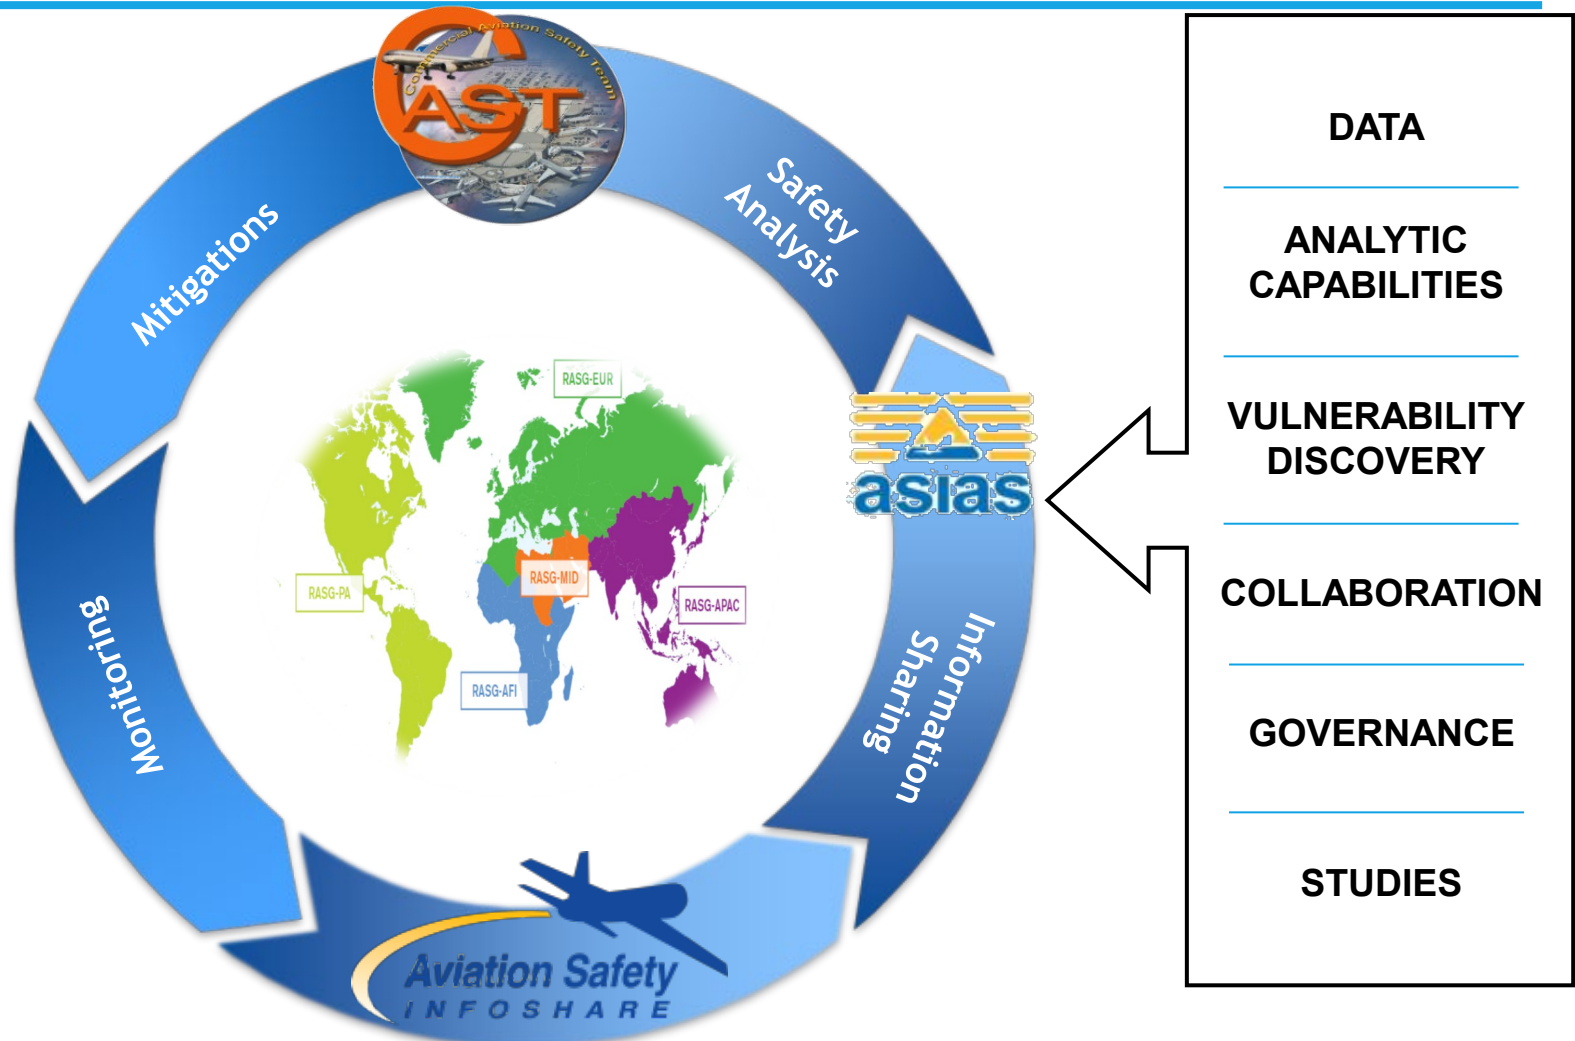 Commercial Aviation Safety Team
CAST
Safety
Analysis
Mitigations
asias
RASG-EUR
RASG-MID
RASG-PA
RASG-APAC
RASG-AFI
Monitoring
Information
Sharing
Aviation Safety
INFOSHARE
DATA
ANALYTIC
CAPABILITIES
VULNERABILITY
DISCOVERY
COLLABORATION
GOVERNANCE
STUDIES